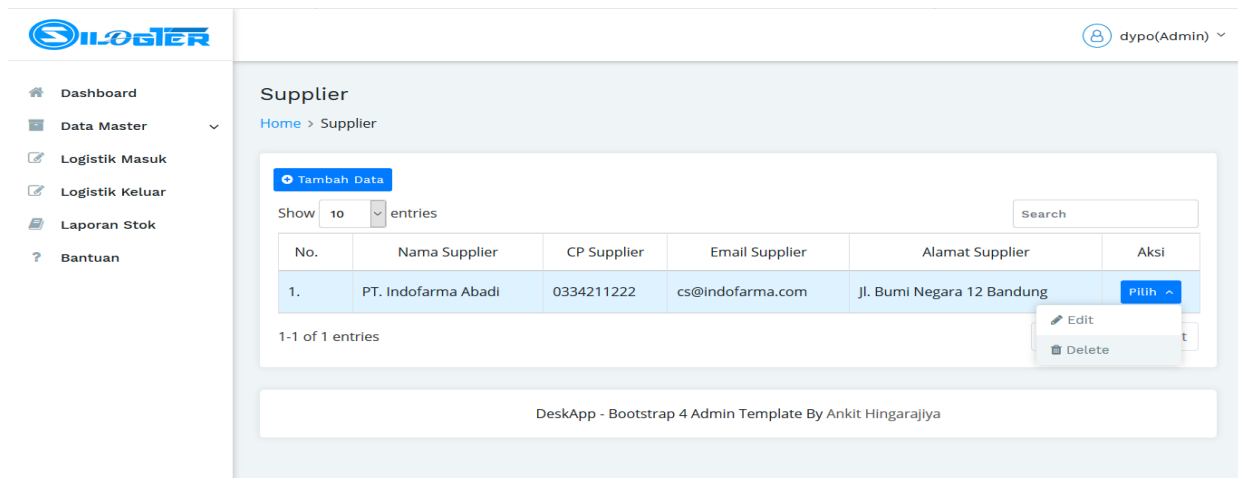 SILOGTER
dypo(Admin)
Dashboard
Data Master
Logistik Masuk
Logistik Keluar
Laporan Stok
Bantuan
Supplier
Home > Supplier
Tambah Data
Show 10 entries
Search
No. Nama Supplier CP Supplier Email Supplier Alamat Supplier Aksi
1. PT. Indofarma Abadi 0334211222 cs@indofarma.com Jl. Bumi Negara 12 Bandung Pilih
Edit
1-1 of 1 entries
Delete
DeskApp - Bootstrap 4 Admin Template By Ankit Hingarajiya